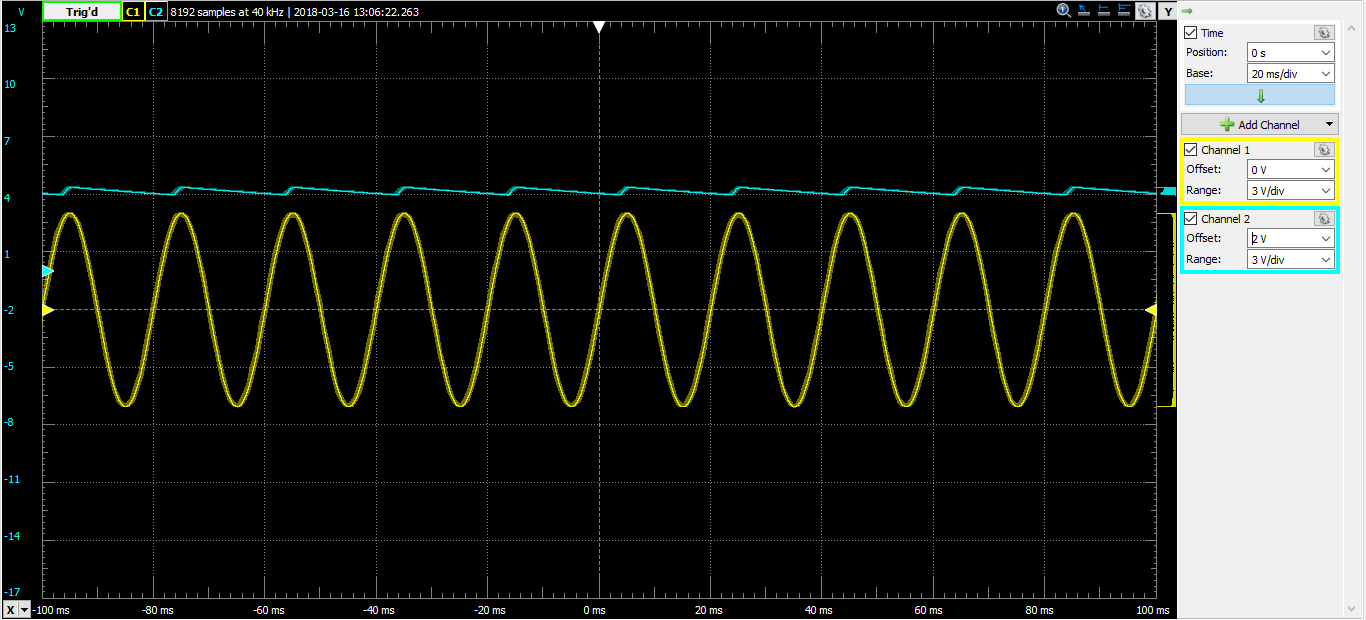 V Trig'd C1 C2 8192 samples at 40 kHz | 2018-03-16 13:06:22.263 Y
13
10
7
4
1
-2
-5
-8
-11
-14
-17
X -100 ms -80 ms -60 ms -40 ms -20 ms 0 ms 20 ms 40 ms 60 ms 80 ms 100 ms
Time
Position: 0 s
Base: 20 ms/div
Add Channel
Channel 1
Offset: 0 V
Range: 3 V/div
Channel 2
Offset: 2 V
Range: 3 V/div